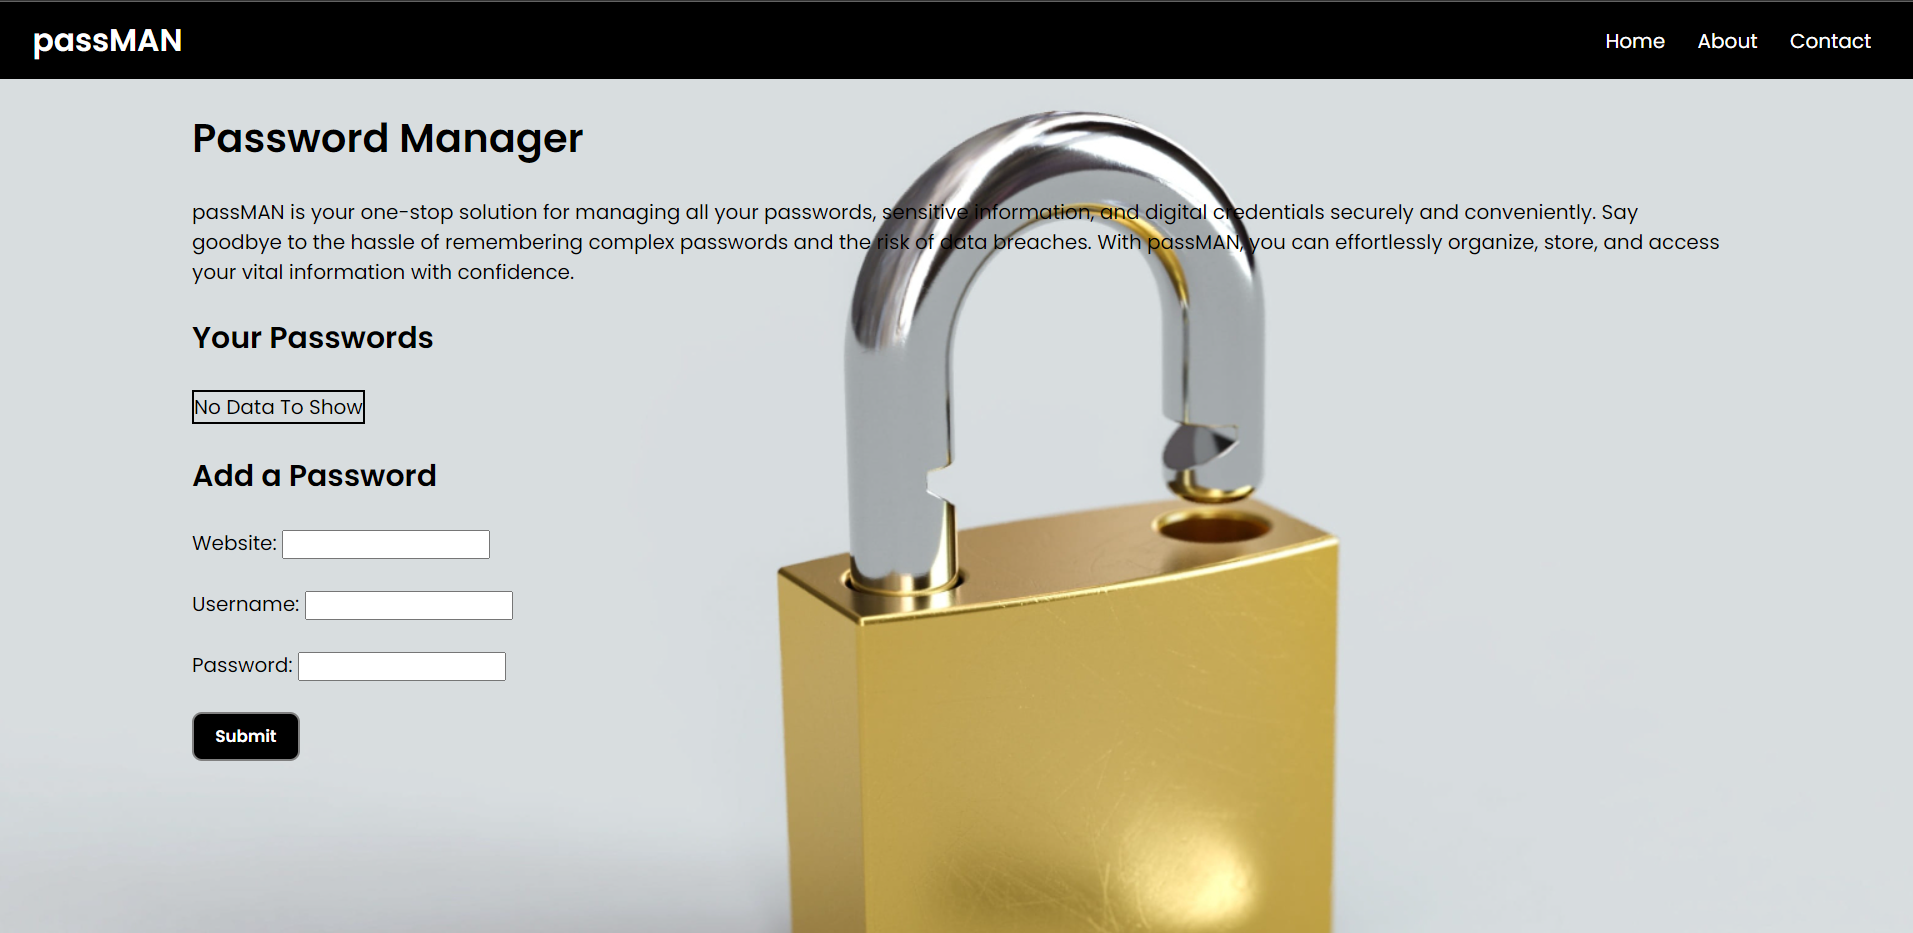 passMAN
Home About Contact
Password Manager
passMAN is your one-stop solution for managing all your passwords, sensitive information, and digital credentials securely and conveniently. Say
goodbye to the hassle of remembering complex passwords and the risk of data breaches. With passMAN, you can effortlessly organize, store, and access
your vital information with confidence.
Your Passwords
No Data To Show
Add a Password
Website:
Username:
Password:
Submit